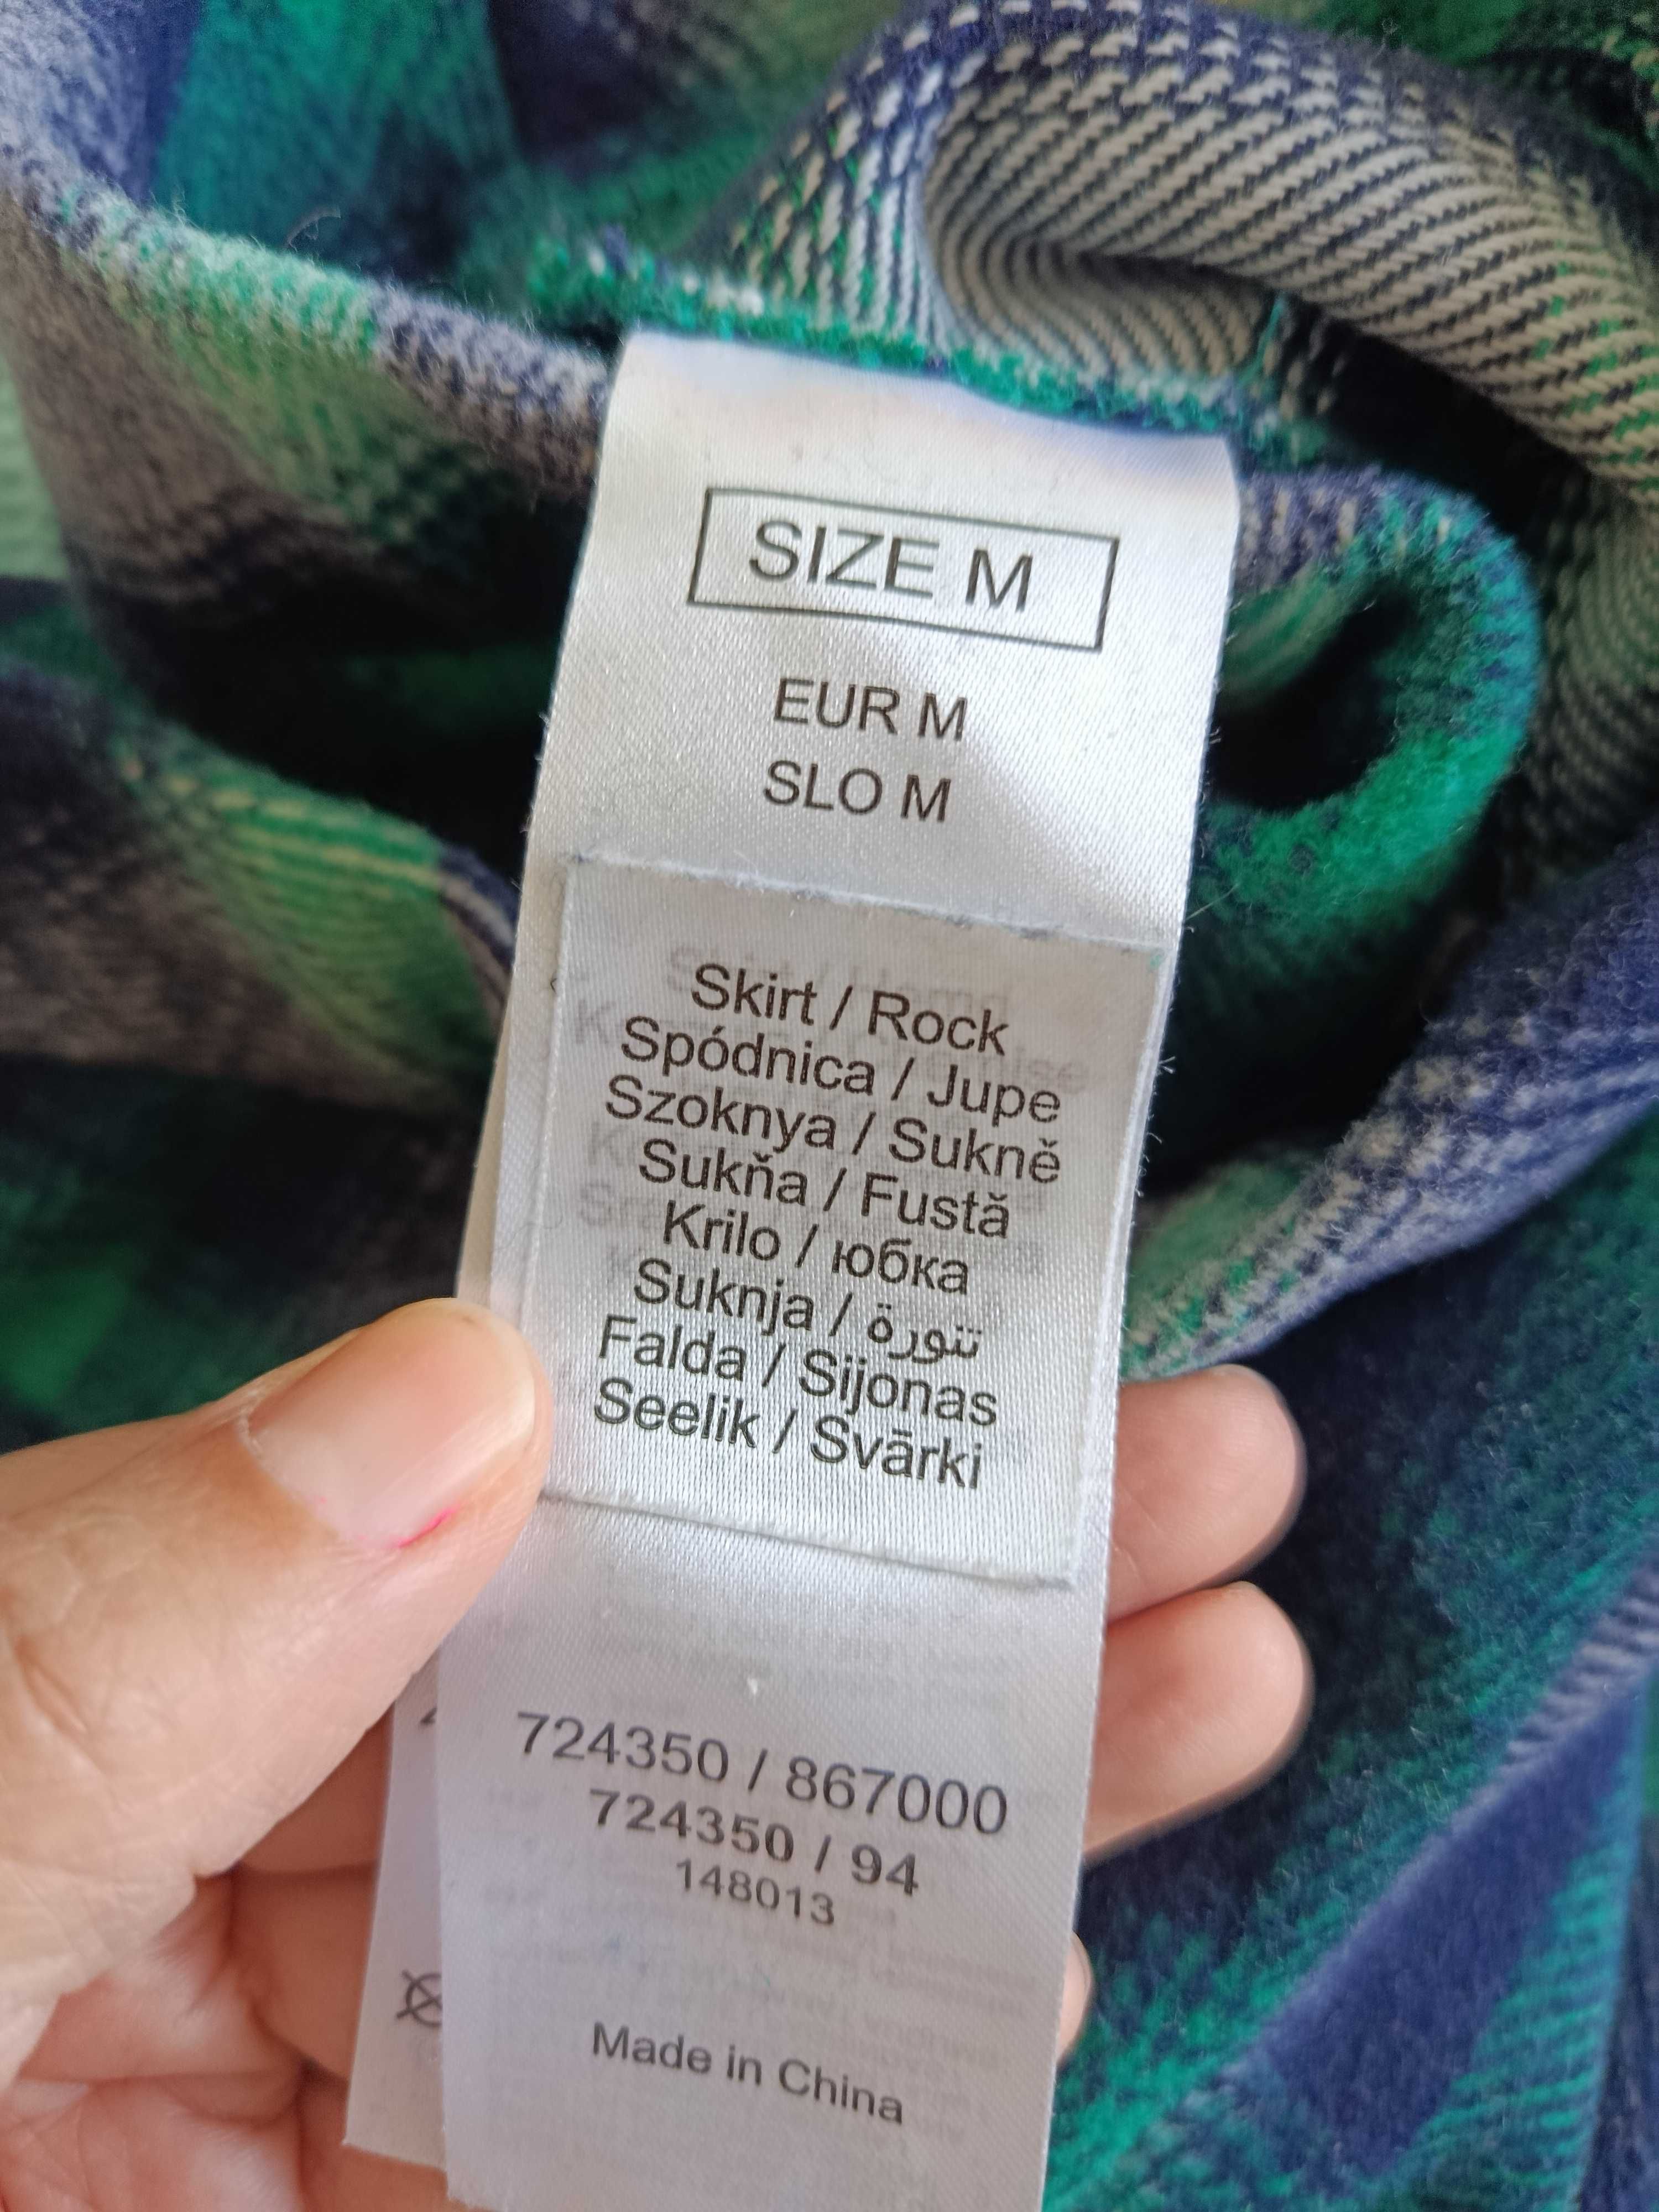 SIZE M
EUR M
SLO M
Skirt / Rock
Spódnica / Jupe
Szoknya / Sukně
Sukňa / Fustă
Krilo / юбка
Suknja / تنورة
Falda / Sijonas
Seelik / Svārki
724350 / 867000
724350 / 94
148013
Made in China